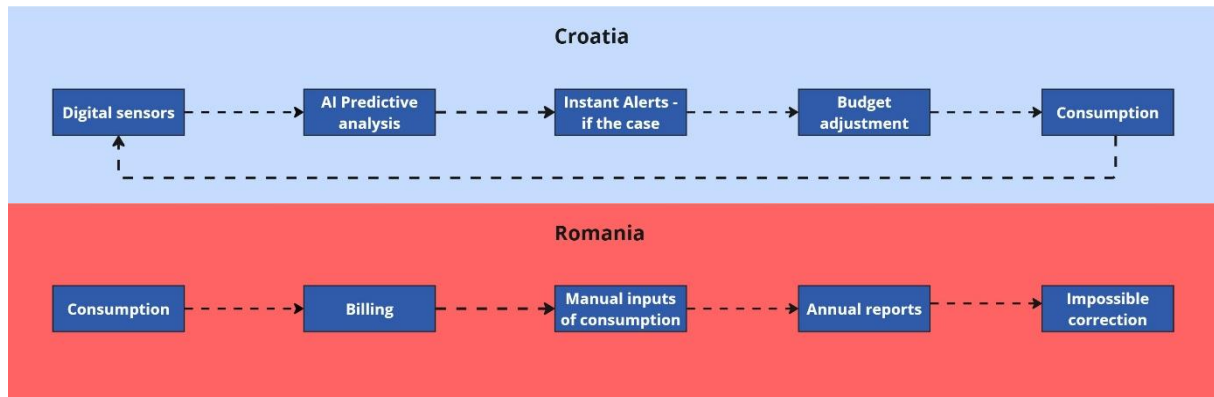 Croatia
Digital sensors
AI Predictive
analysis
Instant Alerts -
if the case
Budget
adjustment
Consumption
Romania
Consumption
Billing
Manual inputs
of consumption
Annual reports
Impossible
correction